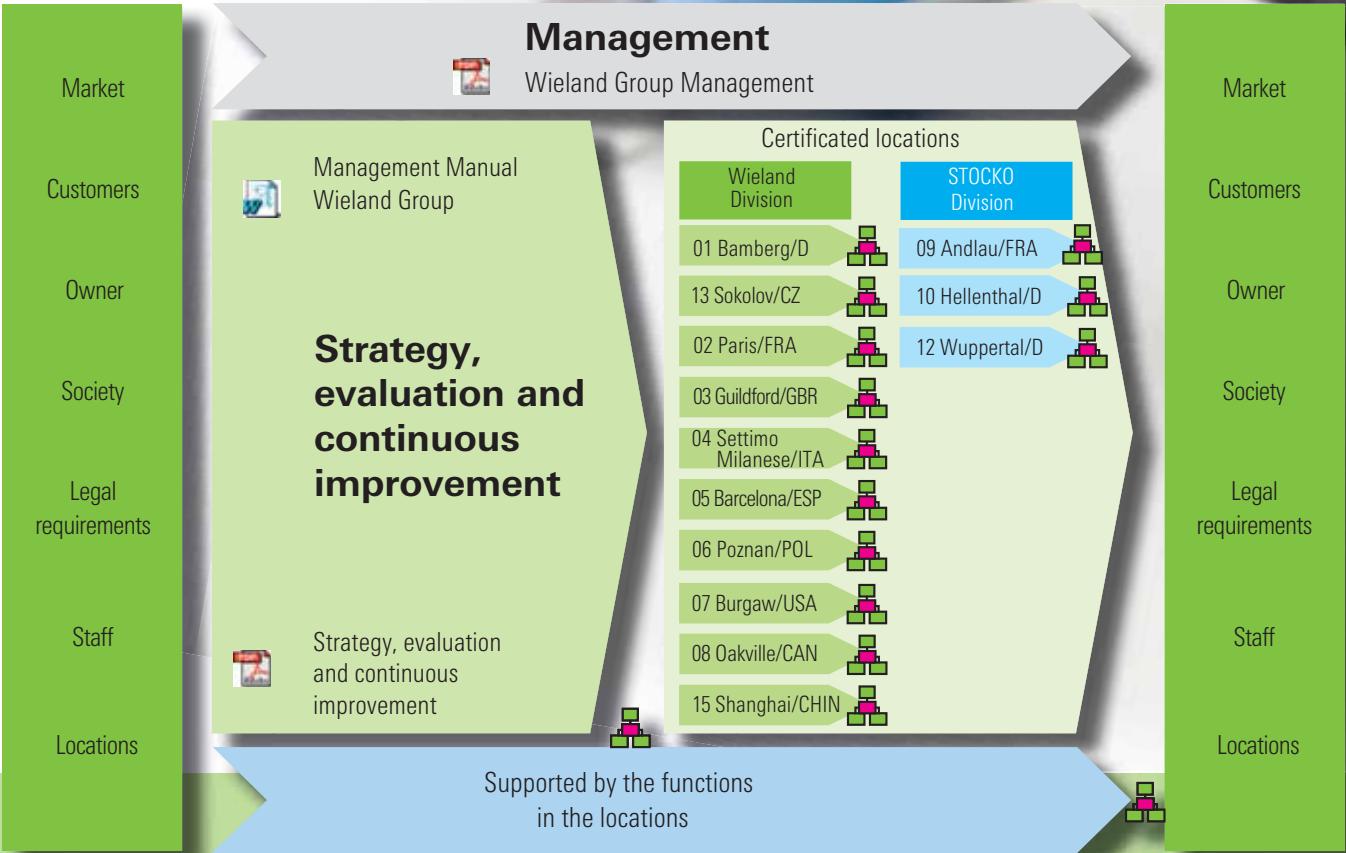 Market
Customers
Owner
Society
Legal
requirements
Staff
Locations
Management
Wieland Group Management
Management Manual
Wieland Group
Strategy,
evaluation and
continuous
improvement
Strategy, evaluation
and continuous
improvement
Certificated locations
Wieland
Division
01 Bamberg/D
13 Sokolov/CZ
02 Paris/FRA
03 Guildford/GBR
04 Settimo
Milanese/ITA
05 Barcelona/ESP
06 Poznan/POL
07 Burgaw/USA
08 Oakville/CAN
15 Shanghai/CHIN
STOCKO
Division
09 Andlau/FRA
10 Hellenthal/D
12 Wuppertal/D
Supported by the functions
in the locations
Market
Customers
Owner
Society
Legal
requirements
Staff
Locations